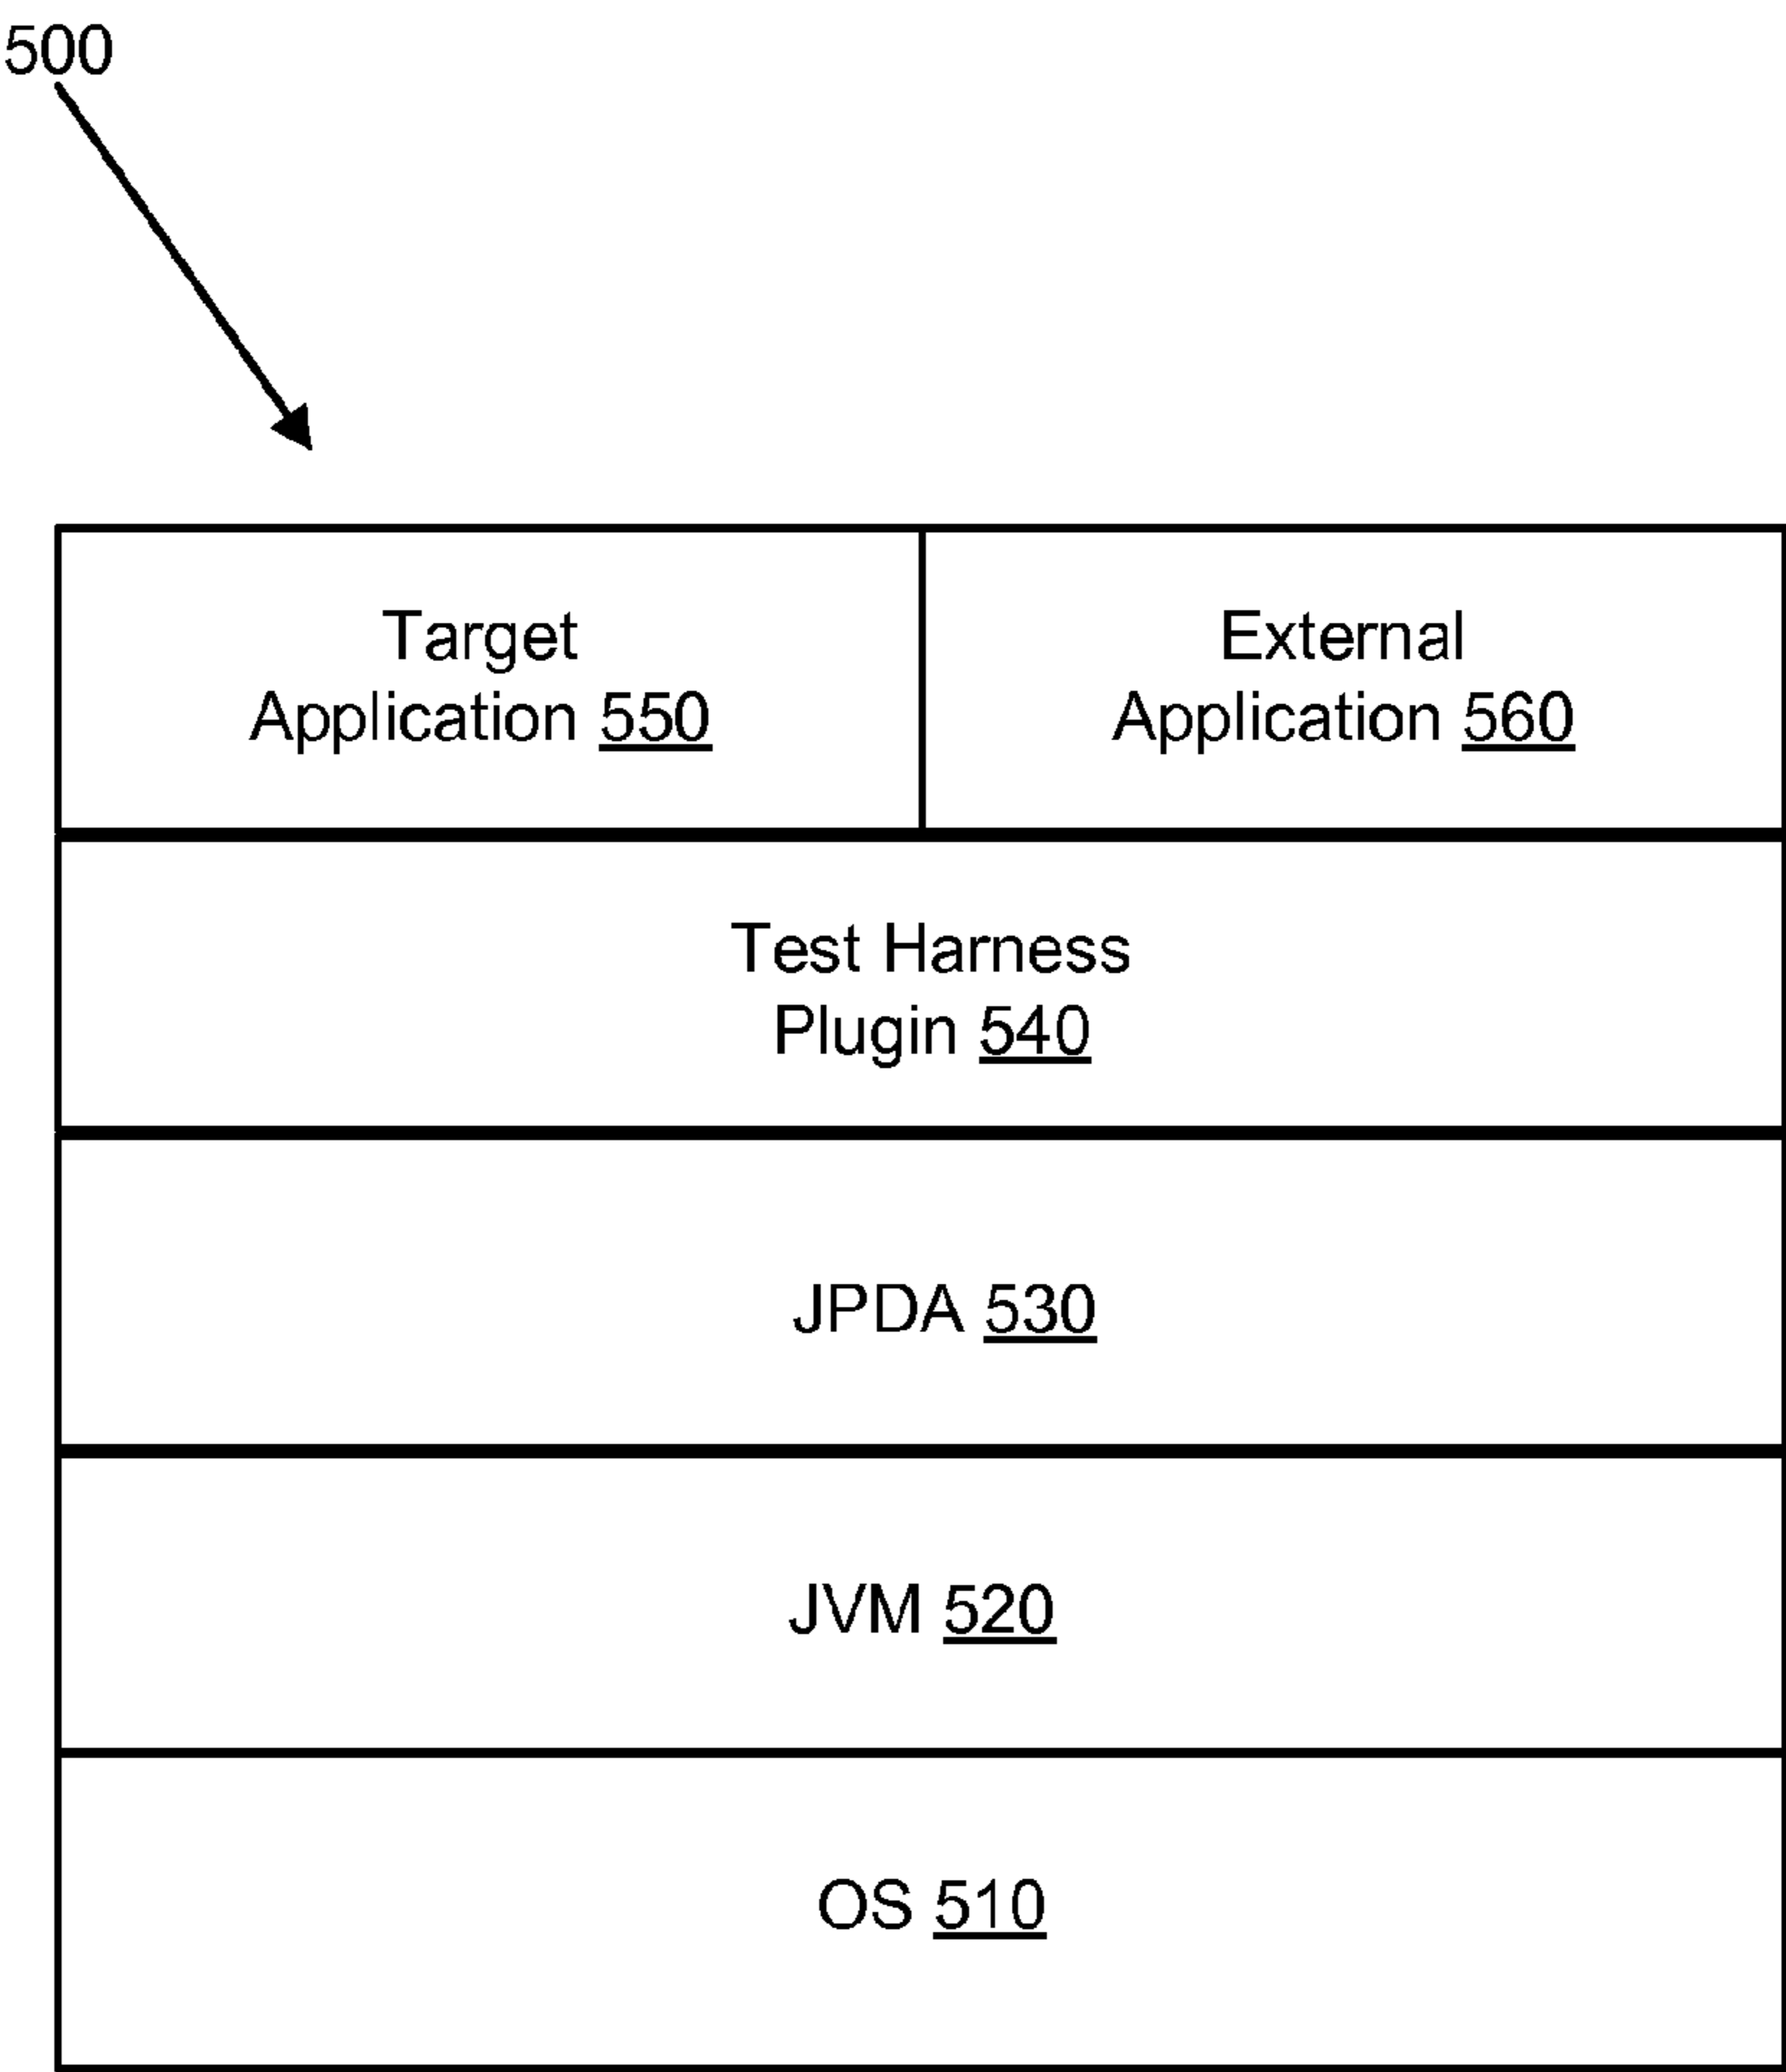 500
Target
Application 550
External
Application 560
Test Harness
Plugin 540
JPDA 530
JVM 520
OS 510